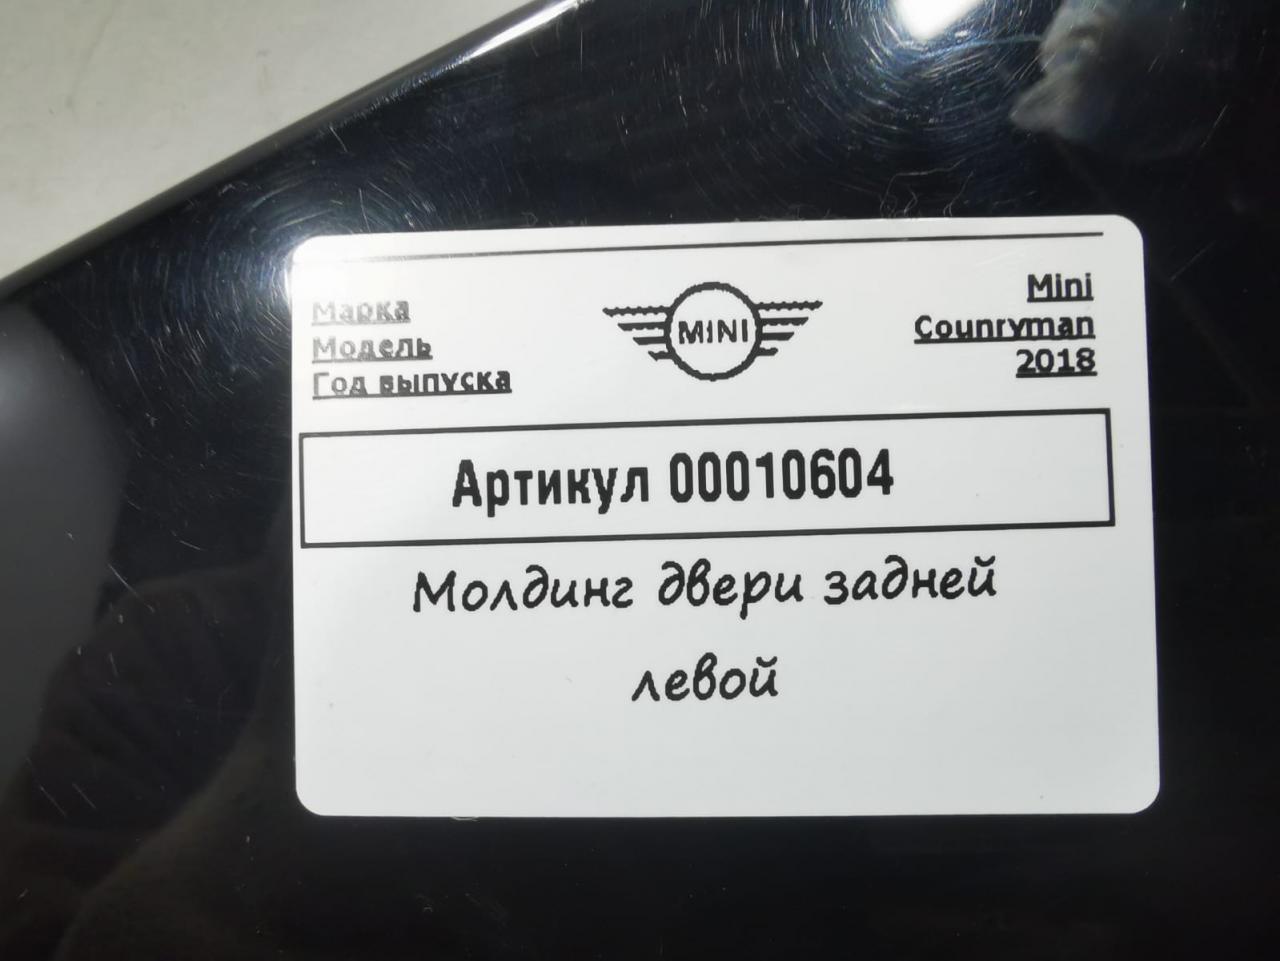 Марка
Модель
Год выпуска
MINI
Mini
Counryman
2018
Артикул 00010604
Молдинг двери задней
левой